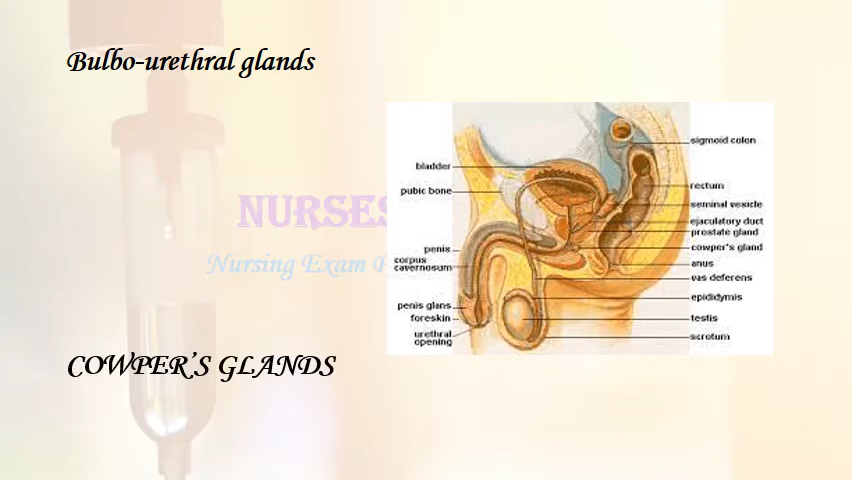 Bulbo-urethral glands
NURSES
Nursing Exam
COWPER'S GLANDS
bladder
pubic bone
penis
corpus
cavernosum
penis glans
foreskin
urethral
opening
sigmoid colon
rectum
seminal vesicle
ejaculatory duct
prostate gland
cowper's gland
anus
vas deferens
epididymis
testis
scrotum